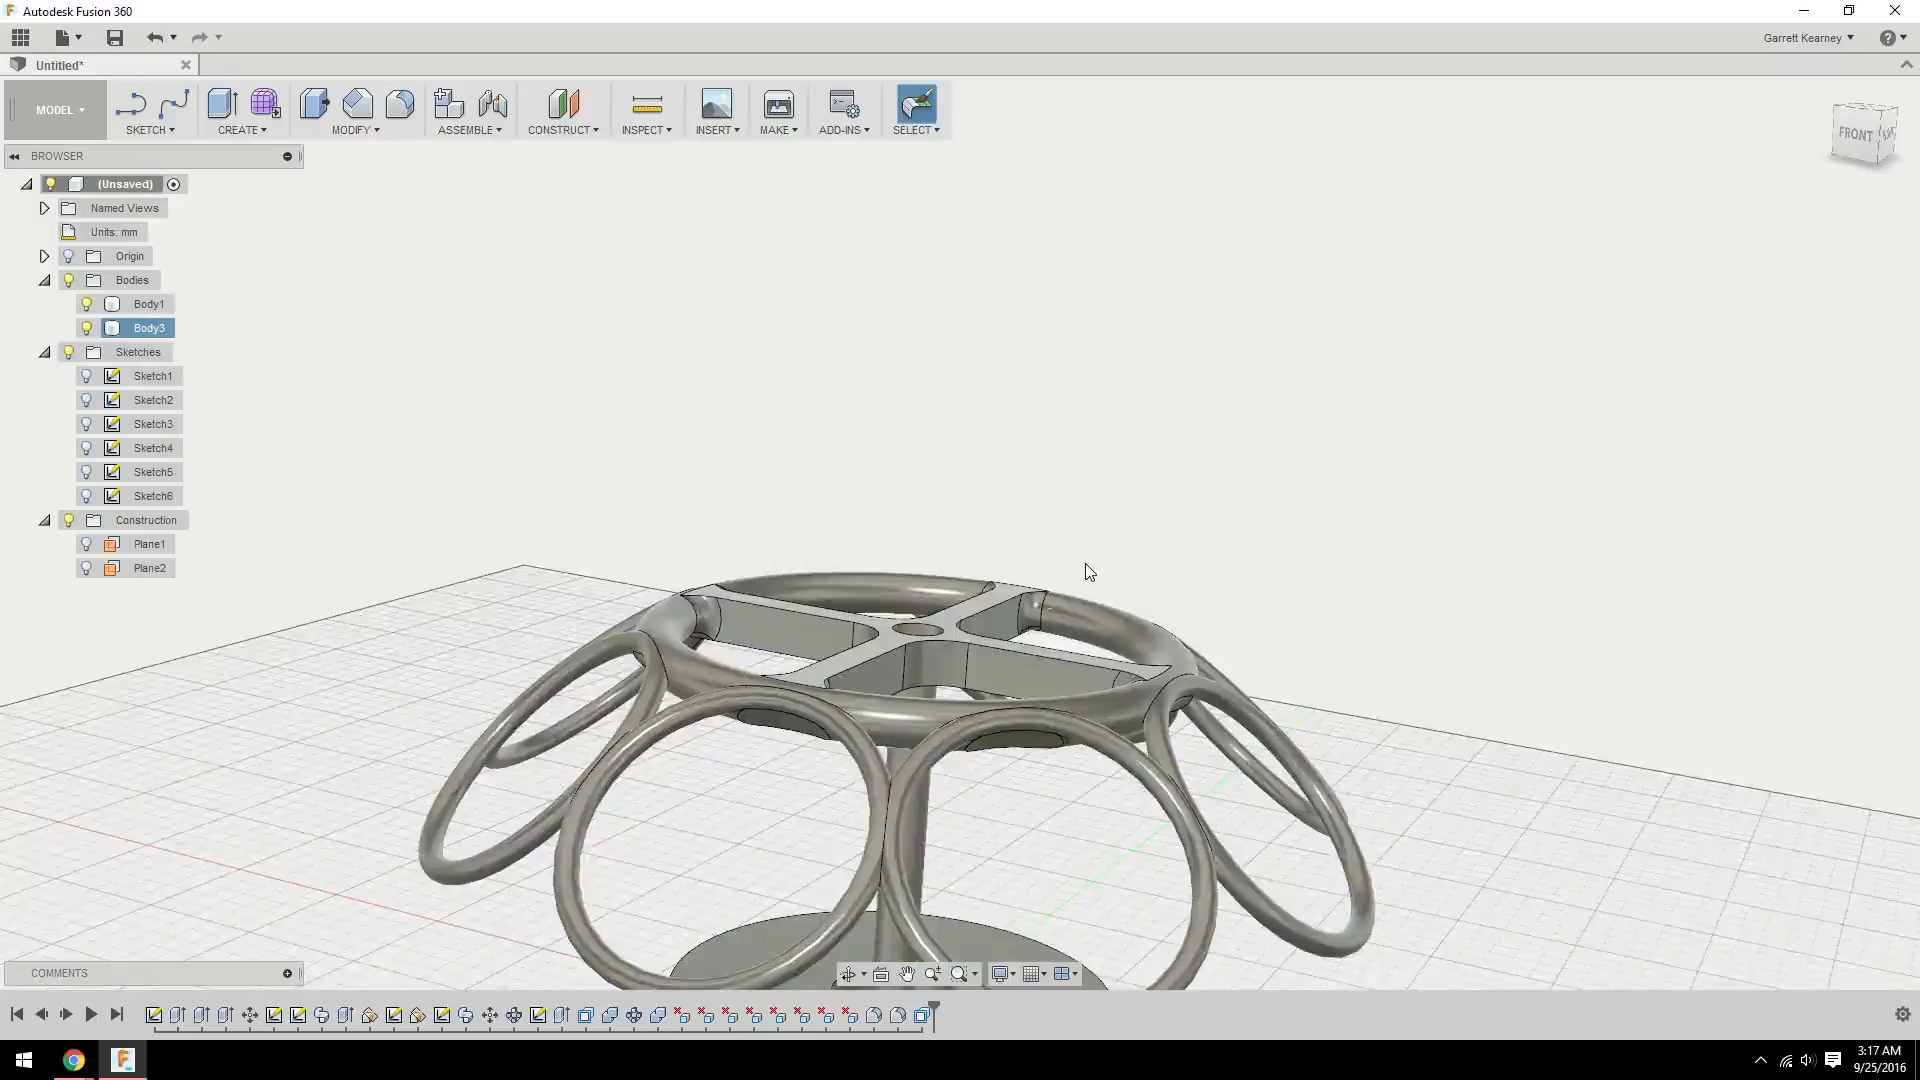 Autodesk Fusion 360
Garrett Kearney
Untitled*
MODEL
SKETCH
CREATE
MODIFY
ASSEMBLE
CONSTRUCT
INSPECT
INSERT
MAKE
ADD-INS
SELECT
FRONT
BROWSER
(Unsaved)
Named Views
Units: mm
Origin
Bodies
Body1
Body3
Sketches
Sketch1
Sketch2
Sketch3
Sketch4
Sketch5
Sketch6
Construction
Plane1
Plane2
COMMENTS
3:17 AM
9/25/2016